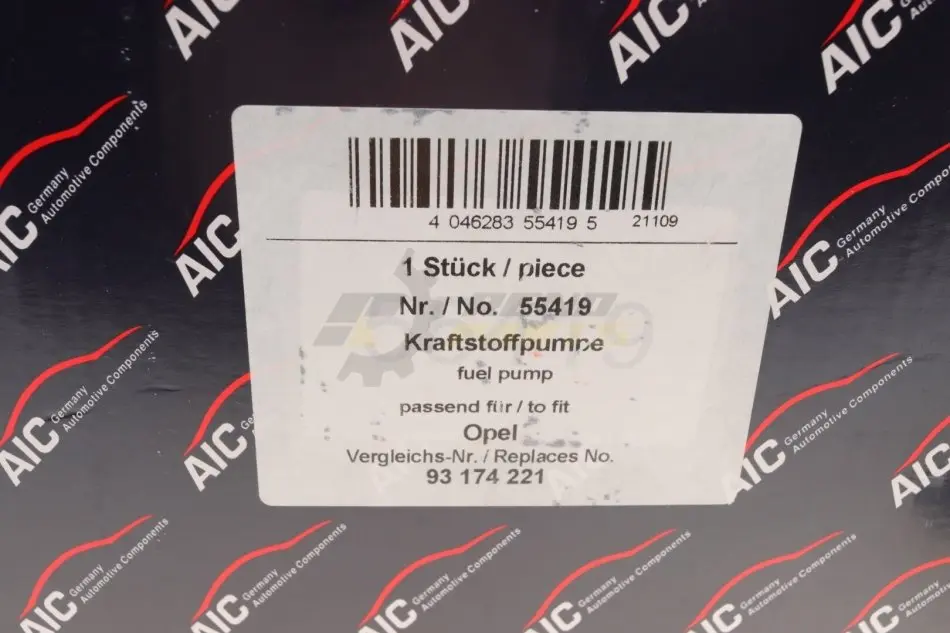 AIC Germany Automotive Components
4 046283 55419 5 21109
1 Stück / piece
Nr. / No. 55419
Kraftstoffpumpe
fuel pump
passend für / to fit
Opel
Vergleichs-Nr. / Replaces No.
93 174 221